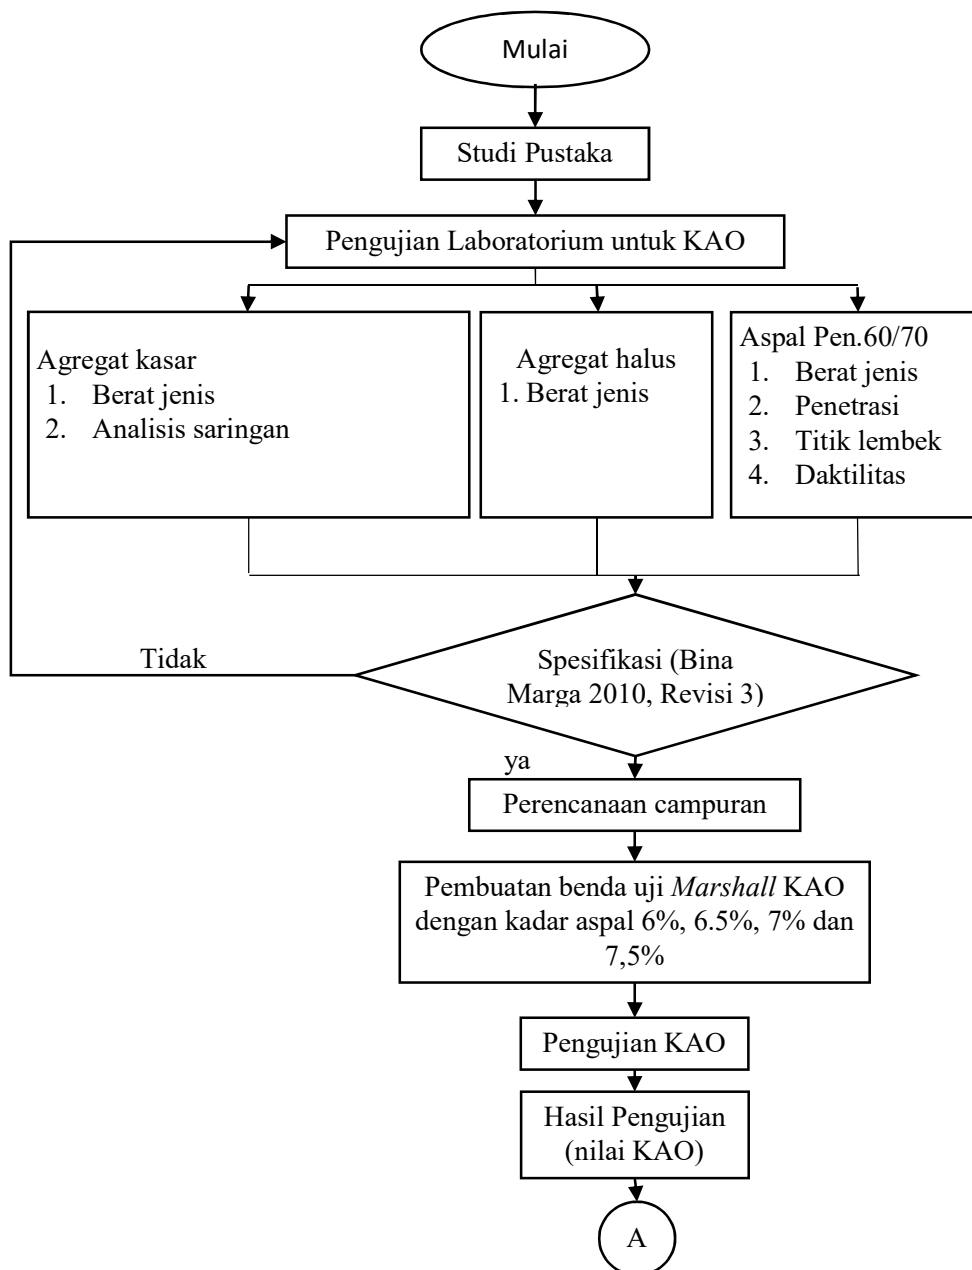 Mulai
Studi Pustaka
Pengujian Laboratorium untuk KAO
Agregat kasar
1. Berat jenis
2. Analisis saringan
Agregat halus
1. Berat jenis
Aspal Pen.60/70
1. Berat jenis
2. Penetrasi
3. Titik lembek
4. Daktilitas
Tidak
Spesifikasi (Bina
Marga 2010, Revisi 3)
ya
Perencanaan campuran
Pembuatan benda uji Marshall KAO
dengan kadar aspal 6%, 6.5%, 7% dan
7,5%
Pengujian KAO
Hasil Pengujian
(nilai KAO)
A